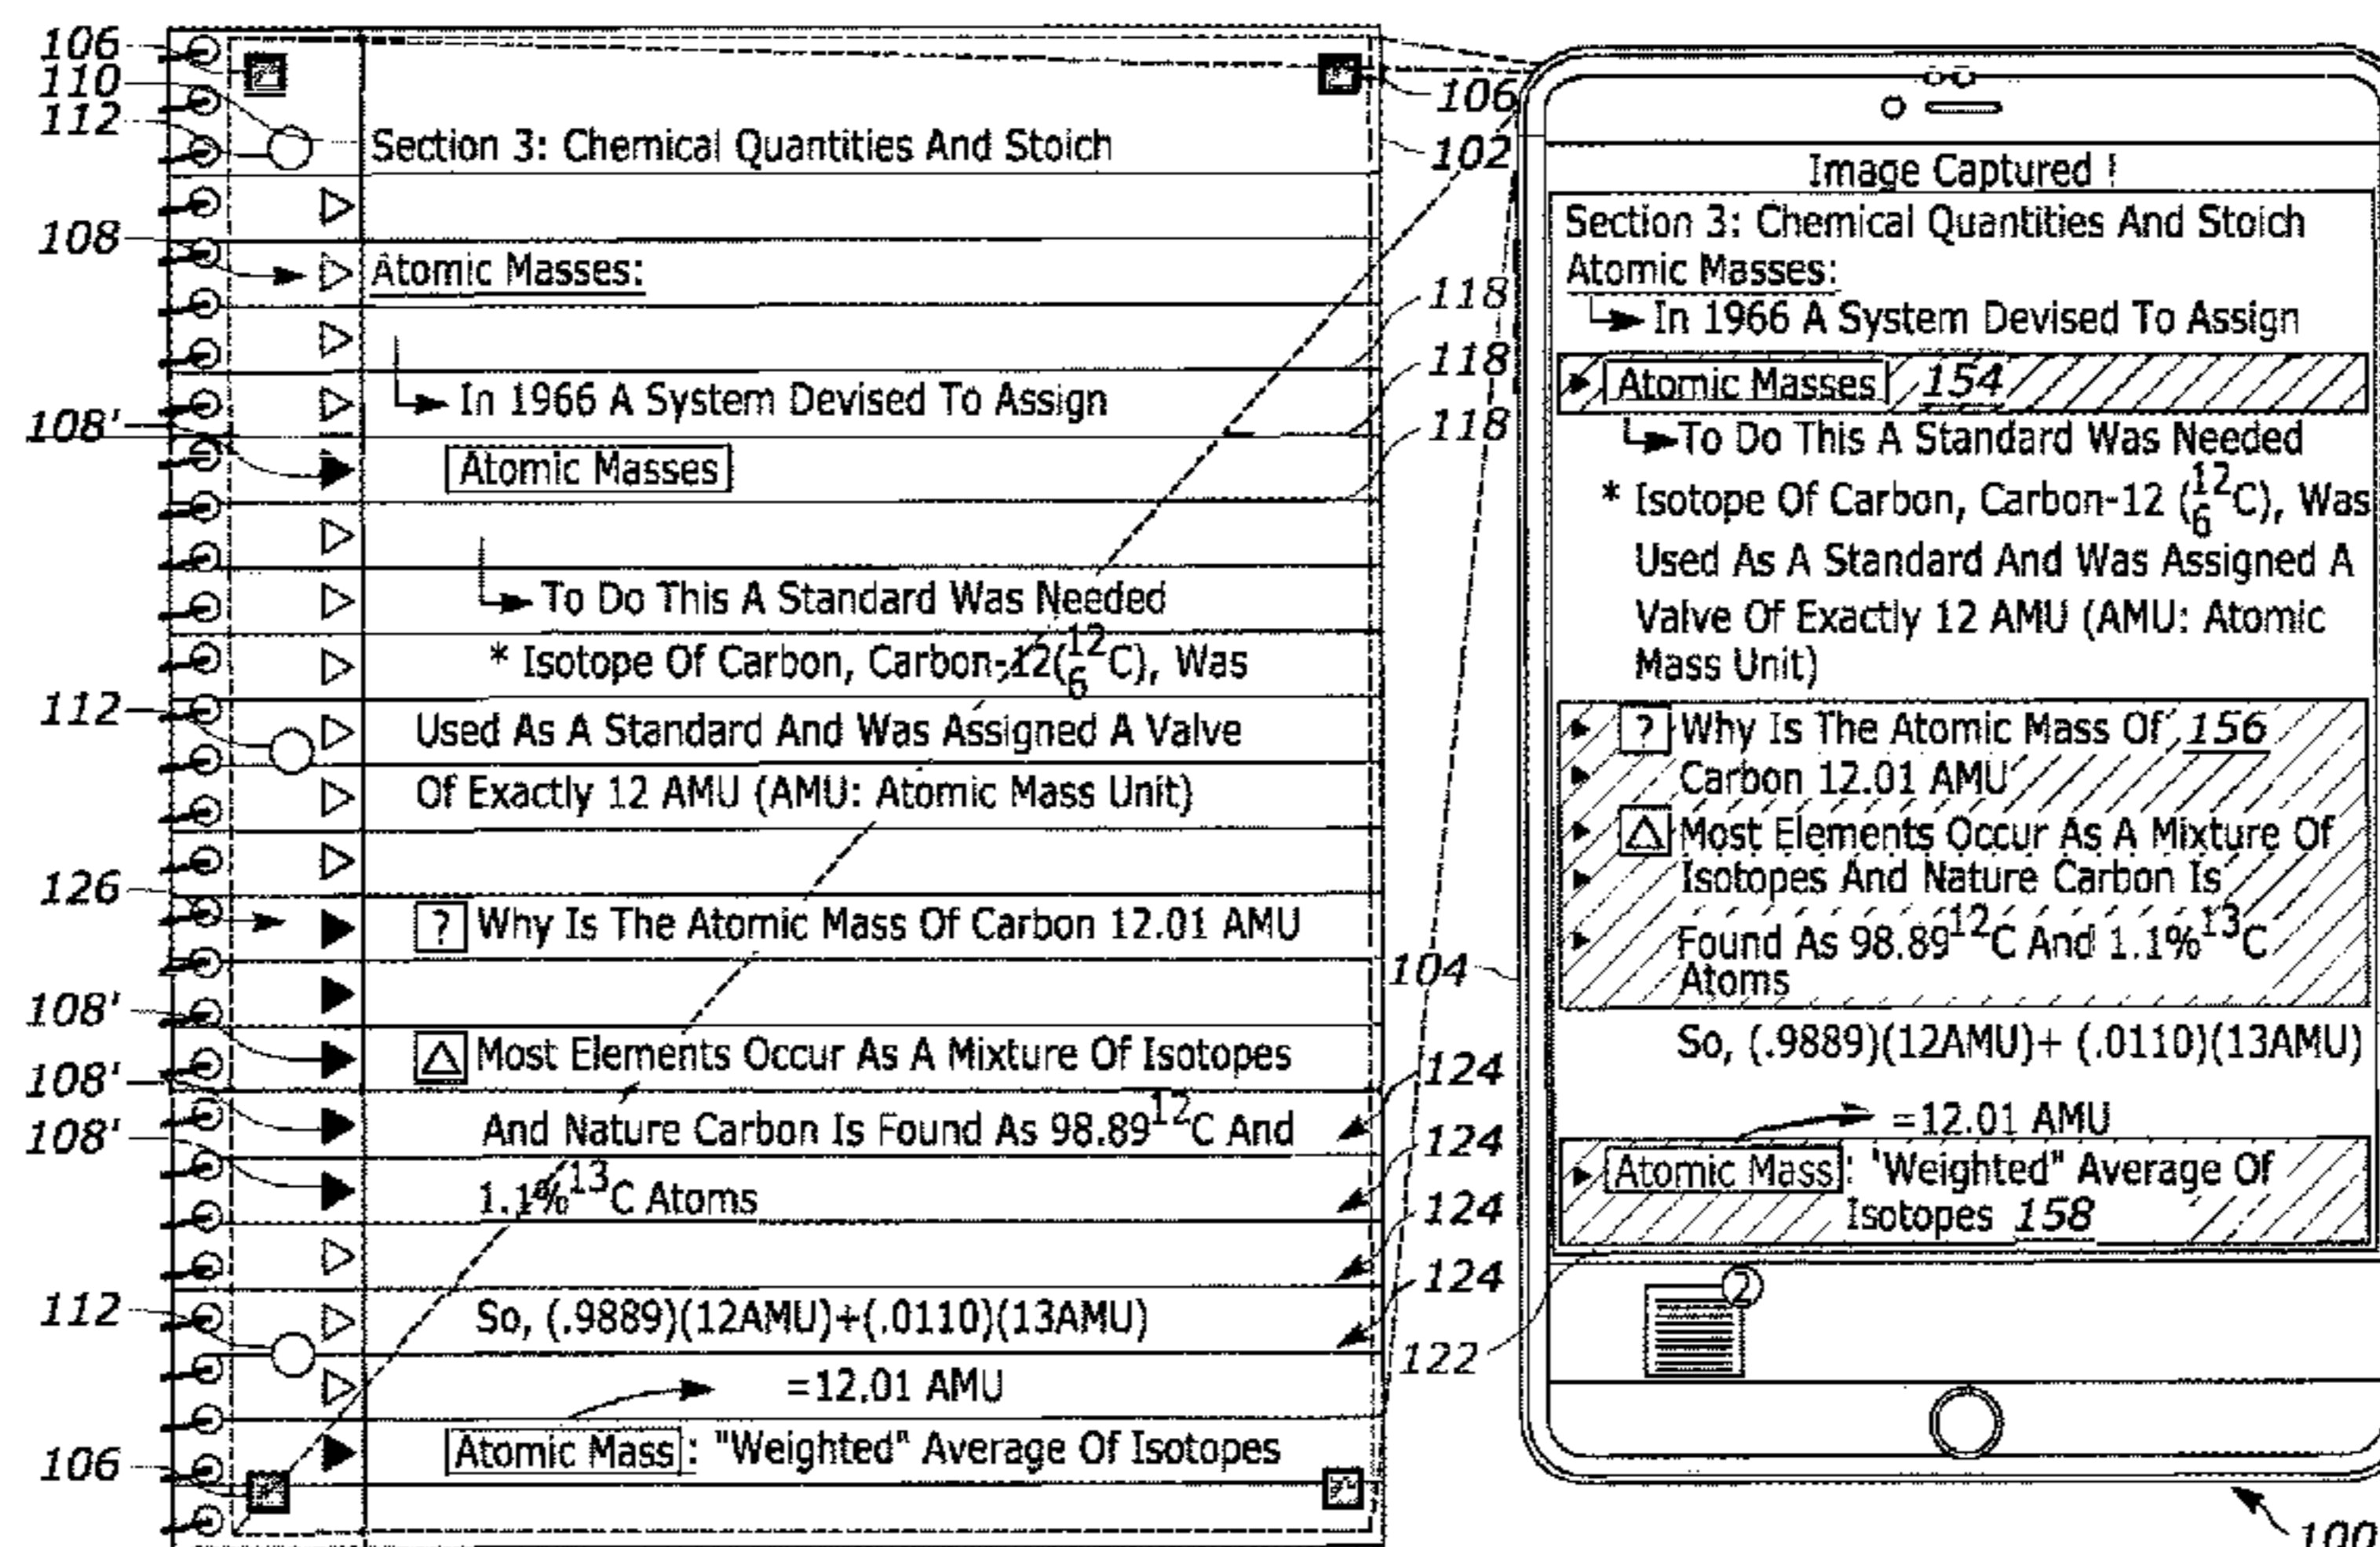 106
110
112
Section 3: Chemical Quantities And Stoich
106
102
108
Atomic Masses:
118
118
118
In 1966 A System Devised To Assign
108'
Atomic Masses
To Do This A Standard Was Needed
* Isotope Of Carbon, Carbon-12(12 6 C), Was
112
Used As A Standard And Was Assigned A Valve
Of Exactly 12 AMU (AMU: Atomic Mass Unit)
126
? Why Is The Atomic Mass Of Carbon 12.01 AMU
104
108'
Most Elements Occur As A Mixture Of Isotopes
124
108'
And Nature Carbon Is Found As 98.89 12C And
124
108'
1.1% 13C Atoms
124
124
112
So, (.9889)(12AMU)+(.0110)(13AMU)
122
=12.01 AMU
106
Atomic Mass: "Weighted" Average Of Isotopes
Image Captured !
Section 3: Chemical Quantities And Stoich
Atomic Masses:
In 1966 A System Devised To Assign
Atomic Masses 154
To Do This A Standard Was Needed
* Isotope Of Carbon, Carbon-12 (12 6 C), Was
Used As A Standard And Was Assigned A
Valve Of Exactly 12 AMU (AMU: Atomic
Mass Unit)
? Why Is The Atomic Mass Of 156
Carbon 12.01 AMU
Most Elements Occur As A Mixture Of
Isotopes And Nature Carbon Is
Found As 98.89 12C And 1.1% 13C
Atoms
So, (.9889)(12AMU)+ (.0110)(13AMU)
=12.01 AMU
Atomic Mass: "Weighted" Average Of
Isotopes 158
2
100